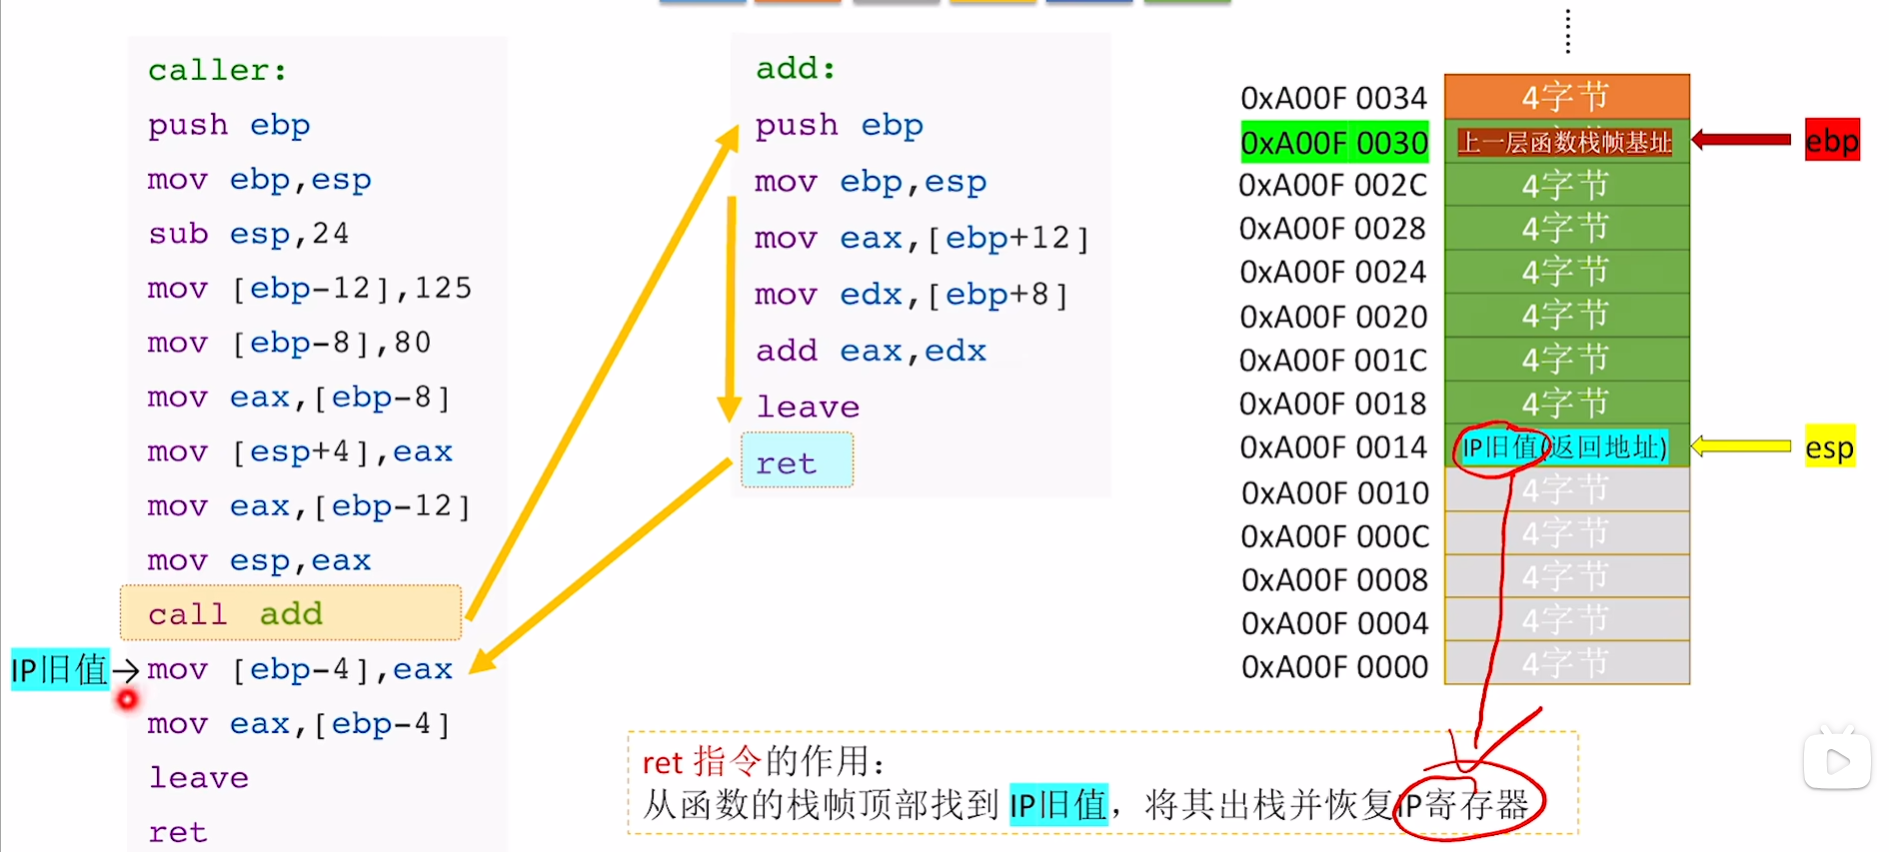 caller:
push ebp
mov ebp,esp
sub esp,24
mov [ebp-12],125
mov [ebp-8],80
mov eax,[ebp-8]
mov [esp+4],eax
mov eax,[ebp-12]
mov esp,eax
call add
IP旧值→mov [ebp-4],eax
mov eax,[ebp-4]
leave
ret
add:
push ebp
mov ebp,esp
mov eax,[ebp+12]
mov edx,[ebp+8]
add eax,edx
leave
ret
0xA00F 0034 4字节
0xA00F 0030 上一层函数栈帧基址 ebp
0xA00F 002C 4字节
0xA00F 0028 4字节
0xA00F 0024 4字节
0xA00F 0020 4字节
0xA00F 001C 4字节
0xA00F 0018 4字节
0xA00F 0014 IP旧值(返回地址) esp
0xA00F 0010 4字节
0xA00F 000C 4字节
0xA00F 0008 4字节
0xA00F 0004 4字节
0xA00F 0000 4字节
ret 指令的作用：
从函数的栈帧顶部找到 IP旧值，将其出栈并恢复IP寄存器